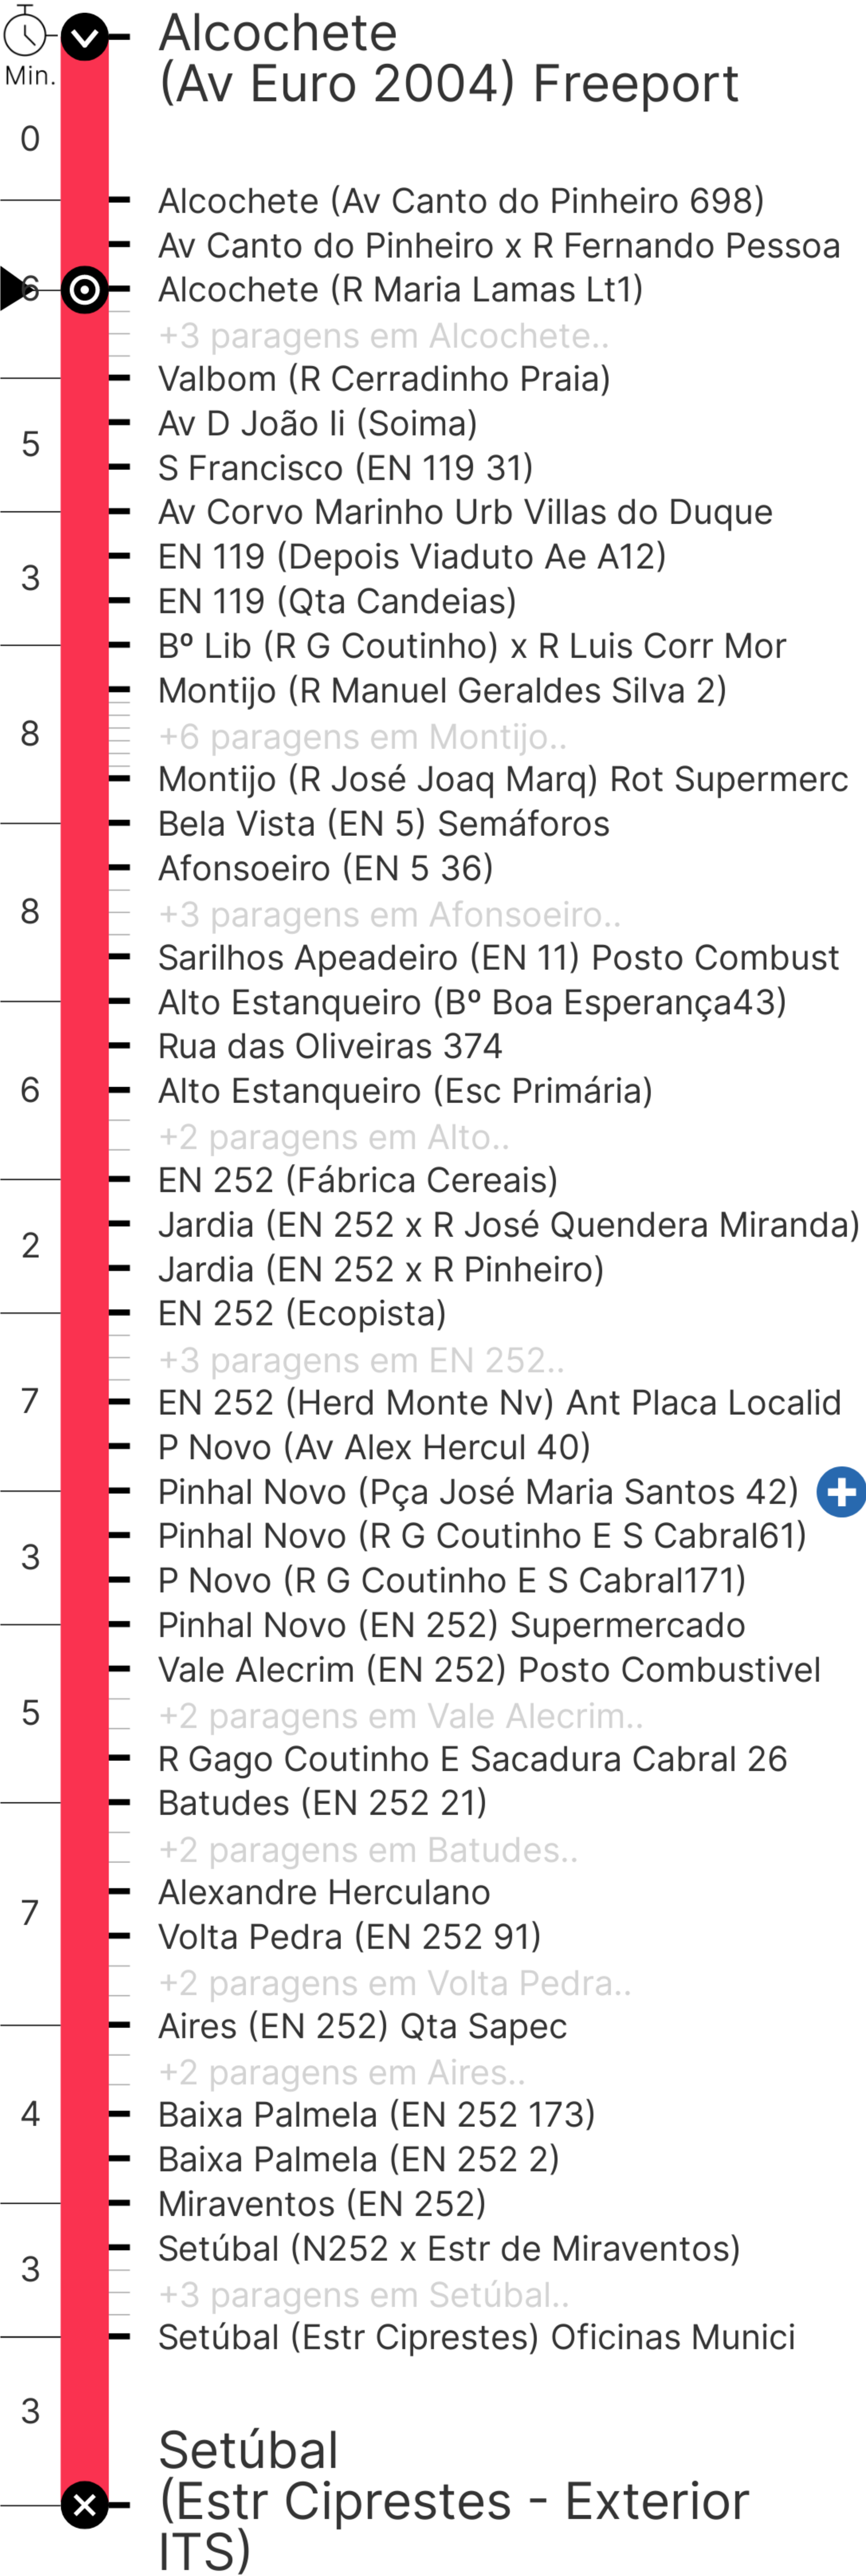 Alcochete
(Av Euro 2004) Freeport
Min.
0
Alcochete (Av Canto do Pinheiro 698)
Av Canto do Pinheiro x R Fernando Pessoa
6
Alcochete (R Maria Lamas Lt1)
+3 paragens em Alcochete..
Valbom (R Cerradinho Praia)
Av D João Ii (Soima)
5
S Francisco (EN 119 31)
Av Corvo Marinho Urb Villas do Duque
EN 119 (Depois Viaduto Ae A12)
3
EN 119 (Qta Candeias)
Bº Lib (R G Coutinho) x R Luis Corr Mor
Montijo (R Manuel Geraldes Silva 2)
8
+6 paragens em Montijo..
Montijo (R José Joaq Marq) Rot Supermerc
Bela Vista (EN 5) Semáforos
Afonsoeiro (EN 5 36)
8
+3 paragens em Afonsoeiro..
Sarilhos Apeadeiro (EN 11) Posto Combust
Alto Estanqueiro (Bº Boa Esperança43)
Rua das Oliveiras 374
6
Alto Estanqueiro (Esc Primária)
+2 paragens em Alto..
EN 252 (Fábrica Cereais)
Jardia (EN 252 x R José Quendera Miranda)
2
Jardia (EN 252 x R Pinheiro)
EN 252 (Ecopista)
+3 paragens em EN 252..
7
EN 252 (Herd Monte Nv) Ant Placa Localid
P Novo (Av Alex Hercul 40)
Pinhal Novo (Pça José Maria Santos 42)
Pinhal Novo (R G Coutinho E S Cabral61)
3
P Novo (R G Coutinho E S Cabral171)
Pinhal Novo (EN 252) Supermercado
Vale Alecrim (EN 252) Posto Combustivel
5
+2 paragens em Vale Alecrim..
R Gago Coutinho E Sacadura Cabral 26
Batudes (EN 252 21)
+2 paragens em Batudes..
Alexandre Herculano
7
Volta Pedra (EN 252 91)
+2 paragens em Volta Pedra..
Aires (EN 252) Qta Sapec
+2 paragens em Aires..
4
Baixa Palmela (EN 252 173)
Baixa Palmela (EN 252 2)
Miraventos (EN 252)
Setúbal (N252 x Estr de Miraventos)
3
+3 paragens em Setúbal..
Setúbal (Estr Ciprestes) Oficinas Munici
3
Setúbal
(Estr Ciprestes - Exterior
ITS)